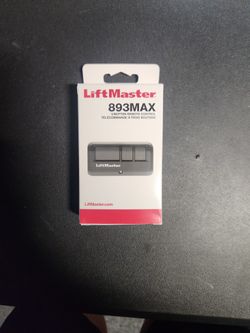 LiftMaster
893MAX
3-BUTTON REMOTE CONTROL
TÉLÉCOMMANDE À TROIS BOUTONS
LiftMaster
LiftMaster.com